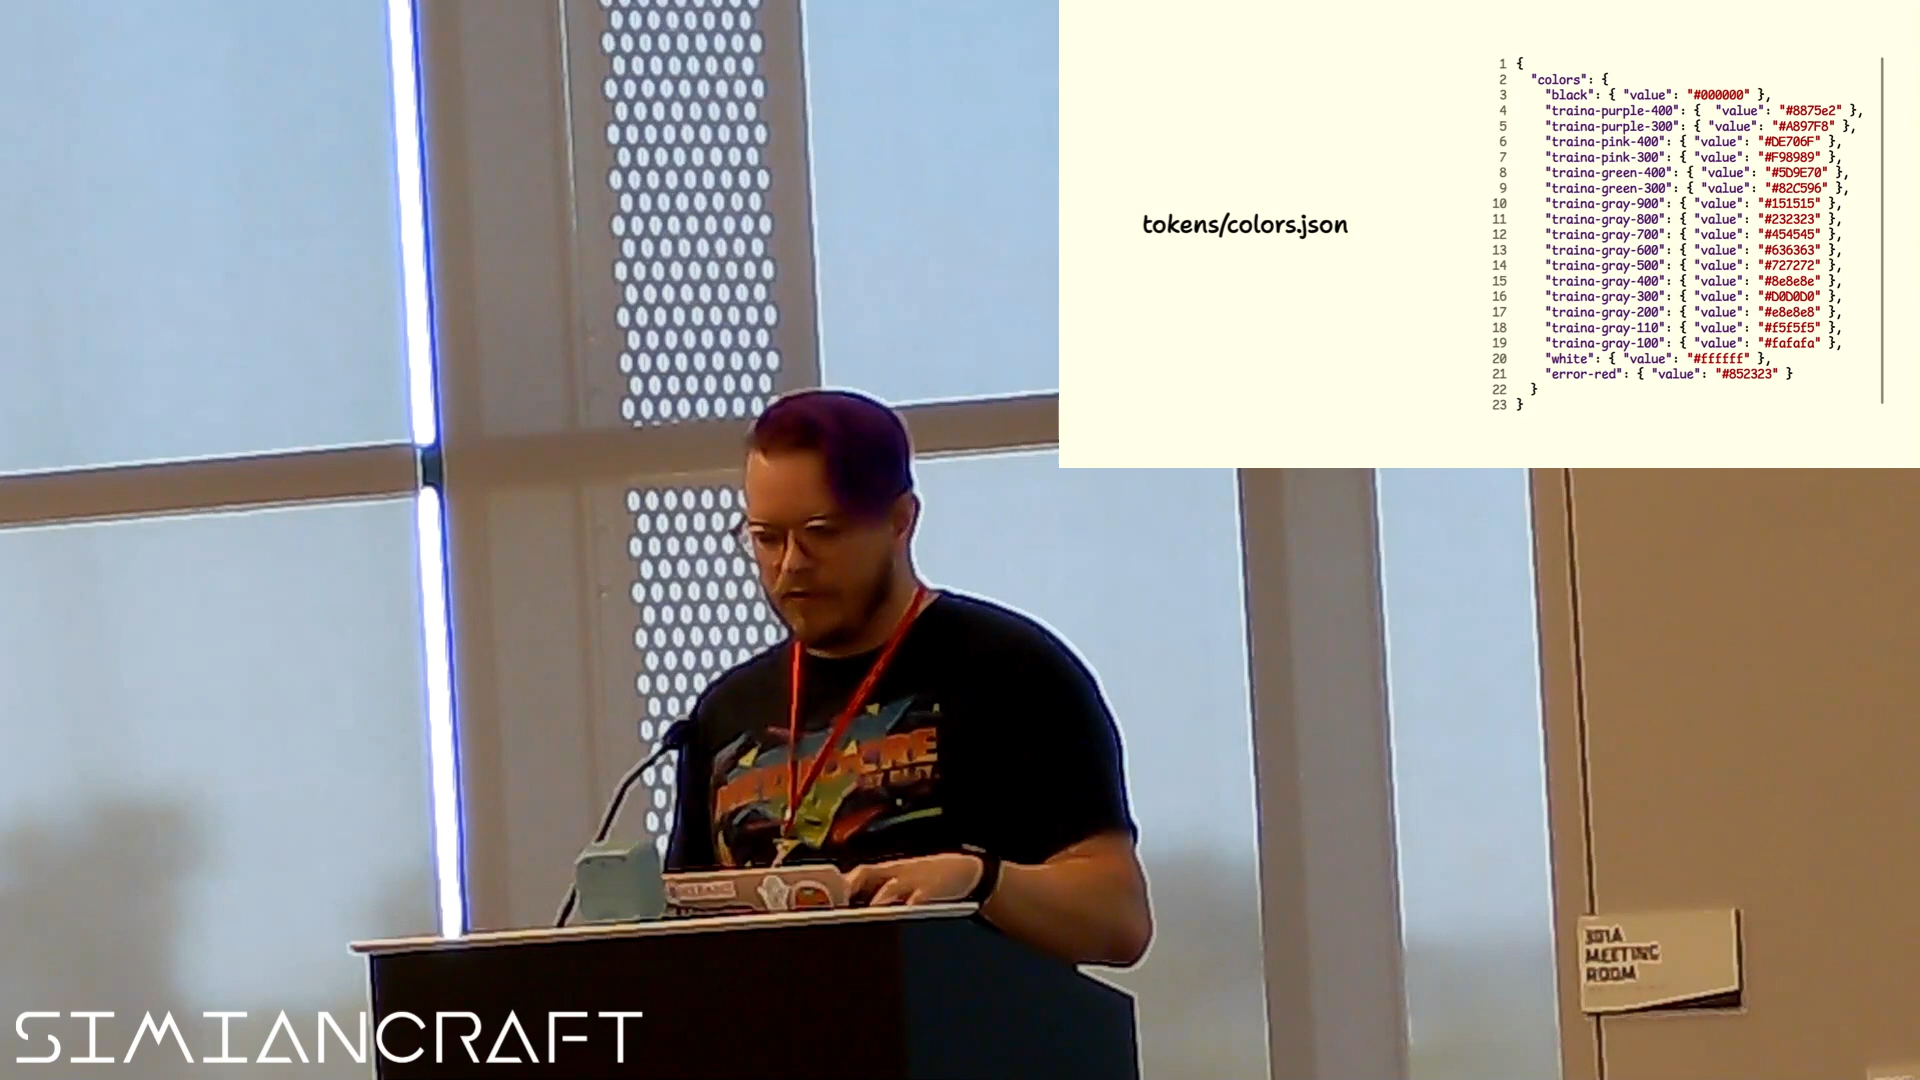 tokens/colors.json
1 {
2 "colors": {
3 "black": { "value": "#000000" },
4 "traina-purple-400": { "value": "#8875e2" },
5 "traina-purple-300": { "value": "#A897F8" },
6 "traina-pink-400": { "value": "#DE706F" },
7 "traina-pink-300": { "value": "#F98989" },
8 "traina-green-400": { "value": "#5D9E70" },
9 "traina-green-300": { "value": "#82C596" },
10 "traina-gray-900": { "value": "#151515" },
11 "traina-gray-800": { "value": "#232323" },
12 "traina-gray-700": { "value": "#454545" },
13 "traina-gray-600": { "value": "#636363" },
14 "traina-gray-500": { "value": "#727272" },
15 "traina-gray-400": { "value": "#8e8e8e" },
16 "traina-gray-300": { "value": "#D0D0D0" },
17 "traina-gray-200": { "value": "#e8e8e8" },
18 "traina-gray-110": { "value": "#f5f5f5" },
19 "traina-gray-100": { "value": "#fafafa" },
20 "white": { "value": "#ffffff" },
21 "error-red": { "value": "#852323" }
22 }
23 }
301A
MEETING
ROOM
SIMIANCRAFT